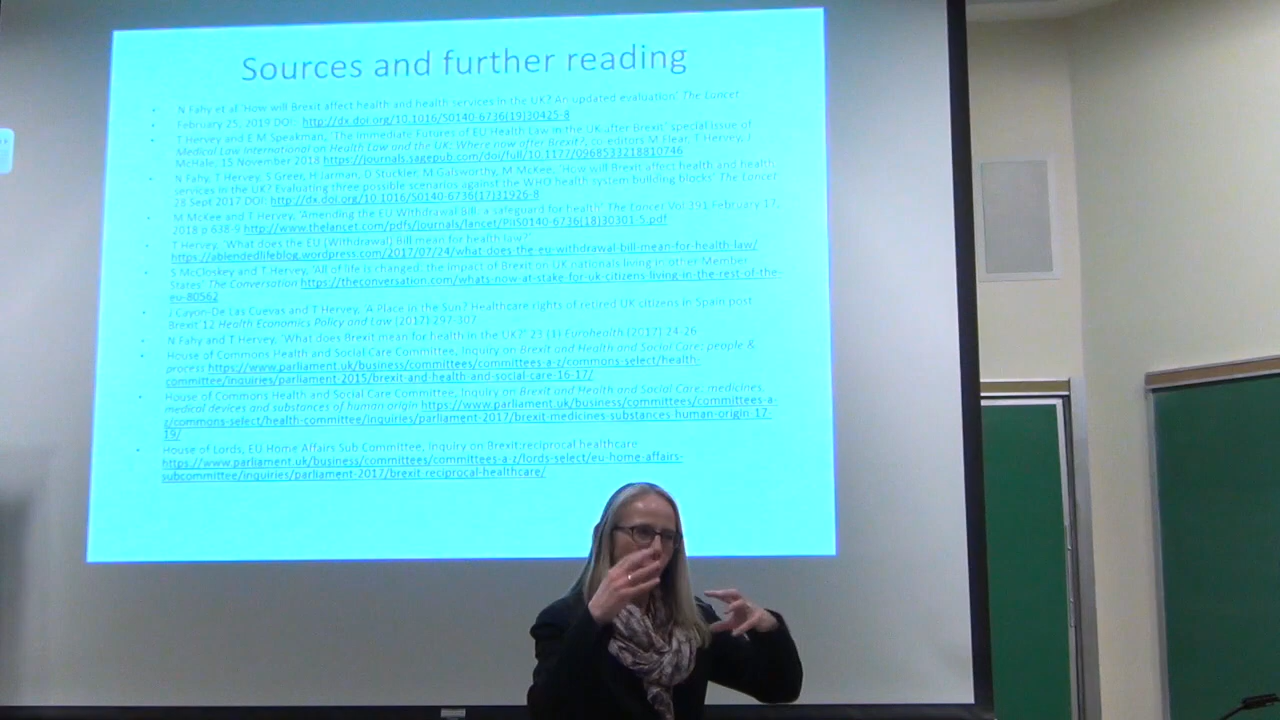 Sources and further reading
N Fahy et al 'How will Brexit affect health and health services in the UK? An updated evaluation' The Lancet
February 25, 2019 DOI: http://dx.doi.org/10.1016/S0140-6736(19)30425-8
T Hervey and E M Speakman, 'The Immediate Futures of EU Health Law in the UK after Brexit' special issue of
Medical Law International on Health Law and the UK: Where now after Brexit?, co-editors M Flear, T Hervey, J
McHale, 15 November 2018 https://journals.sagepub.com/doi/full/10.1177/0968533218810746
N Fahy, T Hervey, S Greer, H Jarman, D Stuckler, M Galsworthy, M McKee, 'How will Brexit affect health and health
services in the UK? Evaluating three possible scenarios against the WHO health system building blocks' The Lancet
28 Sept 2017 DOI: http://dx.doi.org/10.1016/S0140-6736(17)31926-8
M McKee and T Hervey, 'Amending the EU Withdrawal Bill: a safeguard for health' The Lancet Vol 391 February 17,
2018 p 638-9 http://www.thelancet.com/pdfs/journals/lancet/PIIS0140-6736(18)30301-5.pdf
T Hervey, 'What does the EU (Withdrawal) Bill mean for health law?'
https://ablendedlifeblog.wordpress.com/2017/07/24/what-does-the-eu-withdrawal-bill-mean-for-health-law/
S McCloskey and T Hervey, 'All of life is changed: the impact of Brexit on UK nationals living in other Member
States' The Conversation https://theconversation.com/whats-now-at-stake-for-uk-citizens-living-in-the-rest-of-the-
eu-80562
J Cayon-De Las Cuevas and T Hervey, 'A Place in the Sun? Healthcare rights of retired UK citizens in Spain post
Brexit' 12 Health Economics Policy and Law (2017) 297-307
N Fahy and T Hervey, 'What does Brexit mean for health in the UK?' 23 (1) Eurohealth (2017) 24-26
House of Commons Health and Social Care Committee, Inquiry on Brexit and Health and Social Care: people &
process https://www.parliament.uk/business/committees/committees-a-z/commons-select/health-
committee/inquiries/parliament-2015/brexit-and-health-and-social-care-16-17/
House of Commons Health and Social Care Committee, Inquiry on Brexit and Health and Social Care: medicines,
medical devices and substances of human origin https://www.parliament.uk/business/committees/committees-a-
z/commons-select/health-committee/inquiries/parliament-2017/brexit-medicines-substances-human-origin-17-
19/
House of Lords, EU Home Affairs Sub Committee, Inquiry on Brexit:reciprocal healthcare
https://www.parliament.uk/business/committees/committees-a-z/lords-select/eu-home-affairs-
subcommittee/inquiries/parliament-2017/brexit-reciprocal-healthcare/